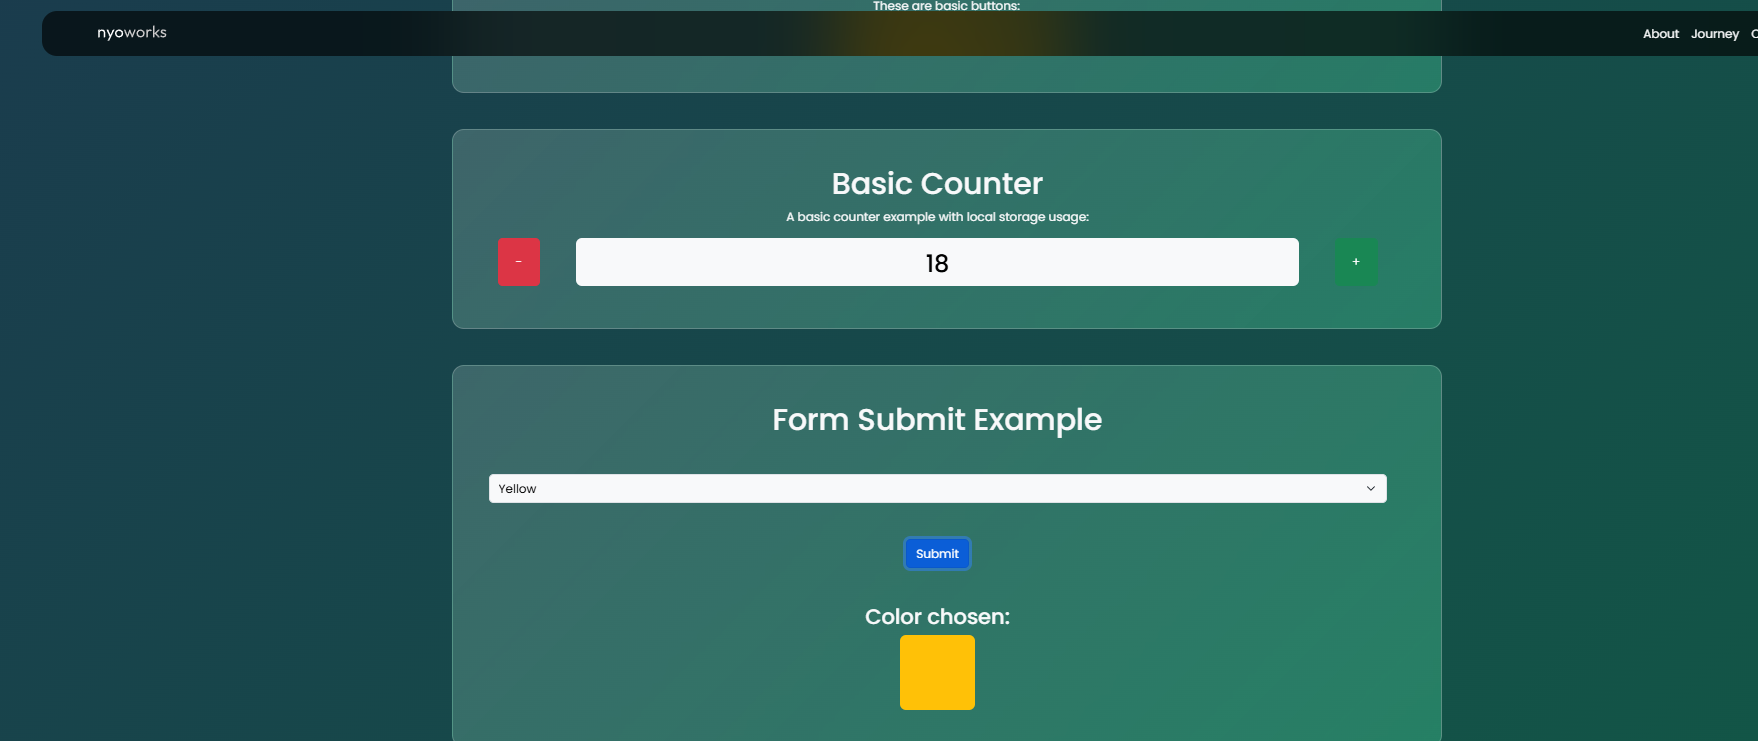 These are basic buttons:
nyoworks
About Journey
Basic Counter
A basic counter example with local storage usage:
- 18 +
Form Submit Example
Yellow
Submit
Color chosen: